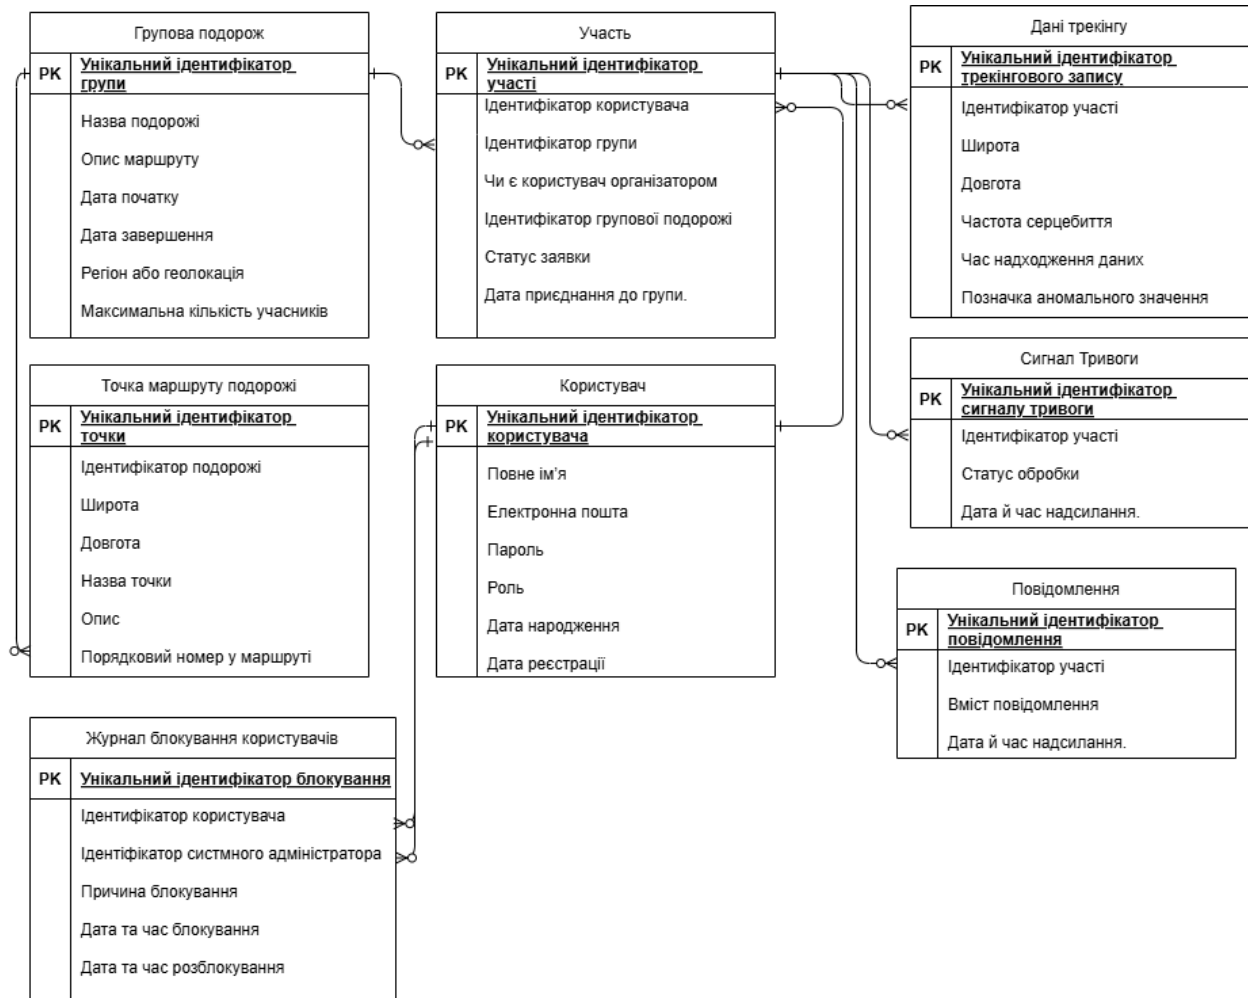 Групова подорож
PK
Унікальний ідентифікатор
групи
Назва подорожі
Опис маршруту
Дата початку
Дата завершення
Регіон або геолокація
Максимальна кількість учасників
Участь
PK
Унікальний ідентифікатор
участі
Ідентифікатор користувача
Ідентифікатор групи
Чи є користувач організатором
Ідентифікатор групової подорожі
Статус заявки
Дата приєднання до групи.
Дані трекінгу
PK
Унікальний ідентифікатор
трекінгового запису
Ідентифікатор участі
Широта
Довгота
Частота серцебиття
Час надходження даних
Позначка аномального значення
Точка маршруту подорожі
PK
Унікальний ідентифікатор
точки
Ідентифікатор подорожі
Широта
Довгота
Назва точки
Опис
Порядковий номер у маршруті
Користувач
PK
Унікальний ідентифікатор
користувача
Повне ім'я
Електронна пошта
Пароль
Роль
Дата народження
Дата реєстрації
Сигнал Тривоги
PK
Унікальний ідентифікатор
сигналу тривоги
Ідентифікатор участі
Статус обробки
Дата й час надсилання.
Повідомлення
PK
Унікальний ідентифікатор
повідомлення
Ідентифікатор участі
Вміст повідомлення
Дата й час надсилання.
Журнал блокування користувачів
PK
Унікальний ідентифікатор блокування
Ідентифікатор користувача
Ідентіфікатор систмного адміністратора
Причина блокування
Дата та час блокування
Дата та час розблокування